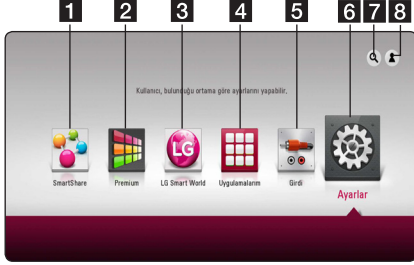 1 2 3 4 5 6 7 8
Kullanıcı, bulunduğu ortama göre ayarlarını yapabilir.
LG
SmartShare Premium LG Smart World Uygulamalarım Girdi
Ayarlar